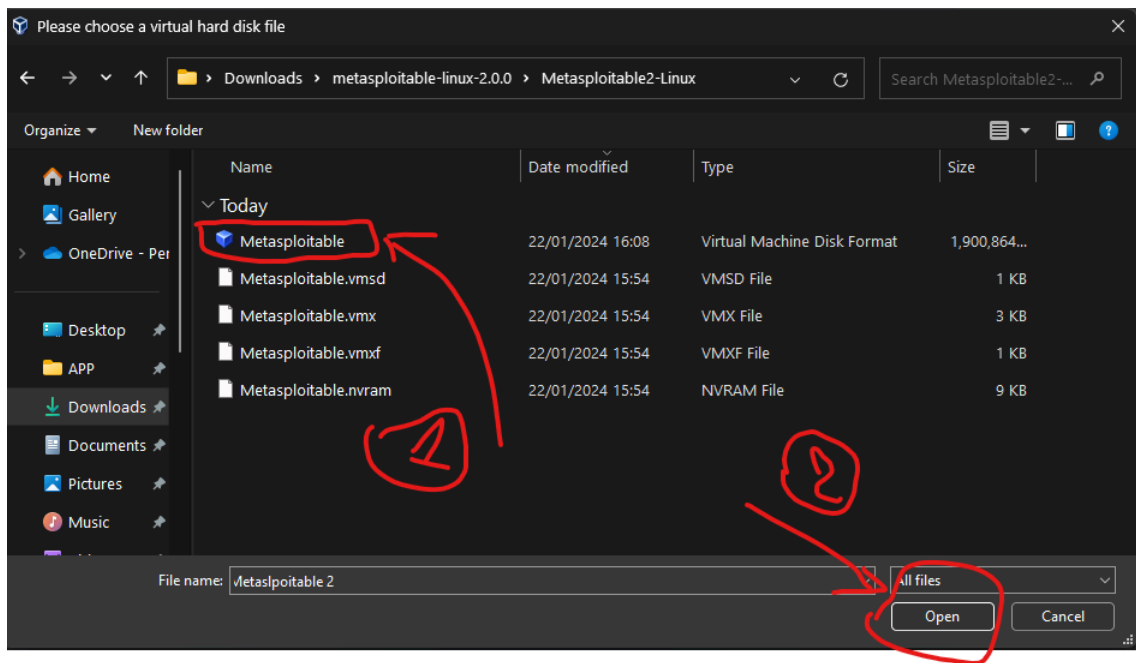 Please choose a virtual hard disk file
Downloads › metasploitable-linux-2.0.0 › Metasploitable2-Linux
Search Metasploitable2-...
Organize New folder
Name Date modified Type Size
Home
Gallery
OneDrive - Per
Desktop
APP
Downloads
Documents
Pictures
Music
Today
Metasploitable 22/01/2024 16:08 Virtual Machine Disk Format 1,900,864...
Metasploitable.vmsd 22/01/2024 15:54 VMSD File 1 KB
Metasploitable.vmx 22/01/2024 15:54 VMX File 3 KB
Metasploitable.vmxf 22/01/2024 15:54 VMXF File 1 KB
Metasploitable.nvram 22/01/2024 15:54 NVRAM File 9 KB
1
2
File name: Metaslpoitable 2 All files
Open Cancel